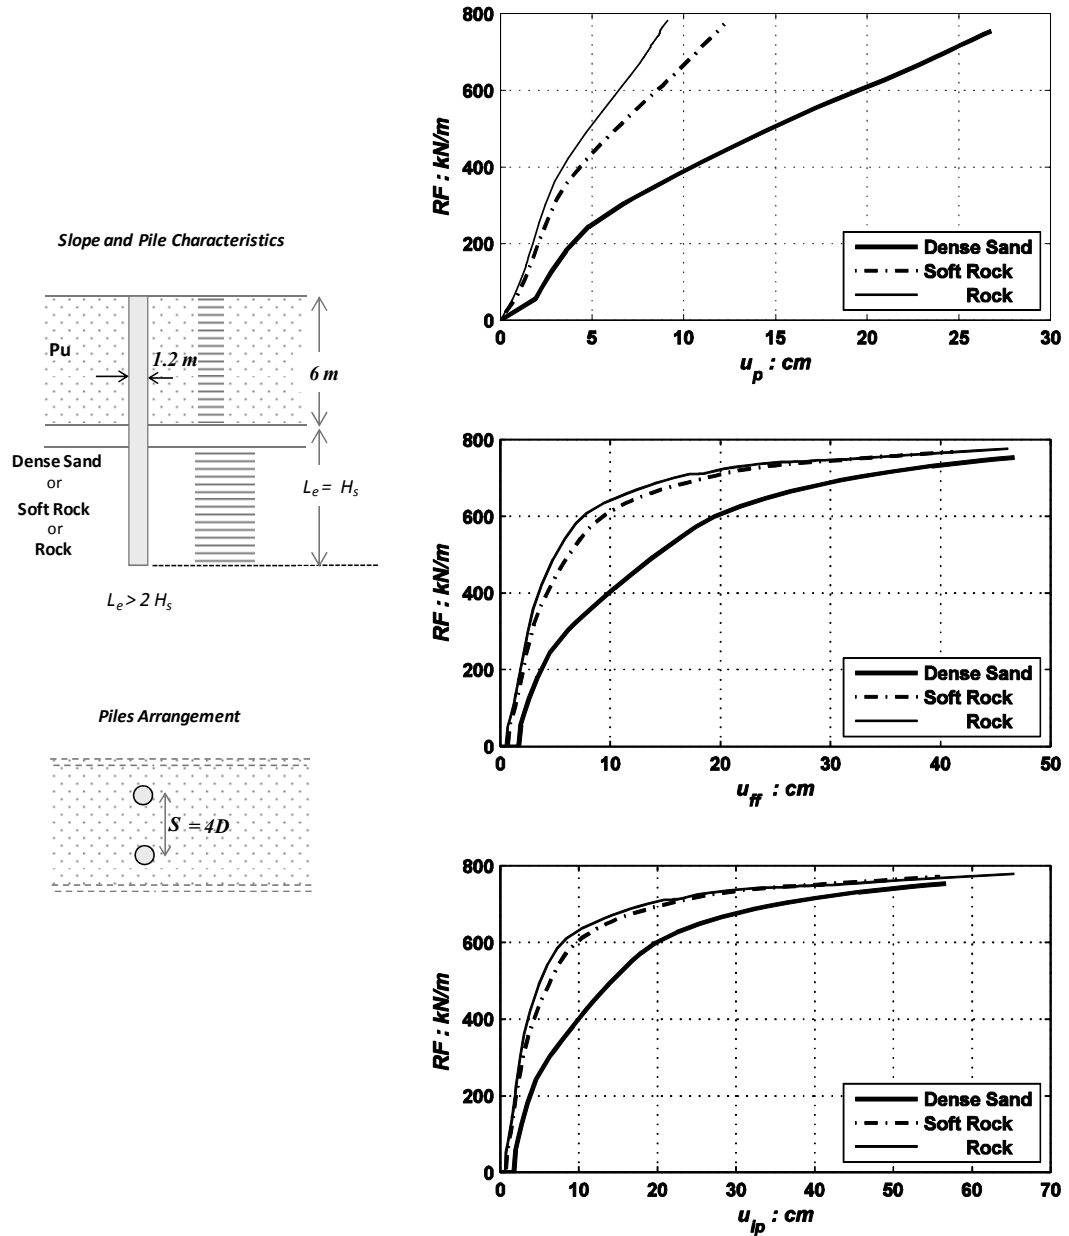 Slope and Pile Characteristics
Pu
1.2 m
6 m
Dense Sand
or
Soft Rock
or
Rock
Le = Hs
Le > 2 Hs
Piles Arrangement
S = 4D
RF : kN/m
800
600
400
200
0
0 5 10 15 20 25 30
up : cm
Dense Sand
Soft Rock
Rock
RF : kN/m
800
600
400
200
0
0 10 20 30 40 50
uff : cm
Dense Sand
Soft Rock
Rock
RF : kN/m
800
600
400
200
0
0 10 20 30 40 50 60 70
uip : cm
Dense Sand
Soft Rock
Rock